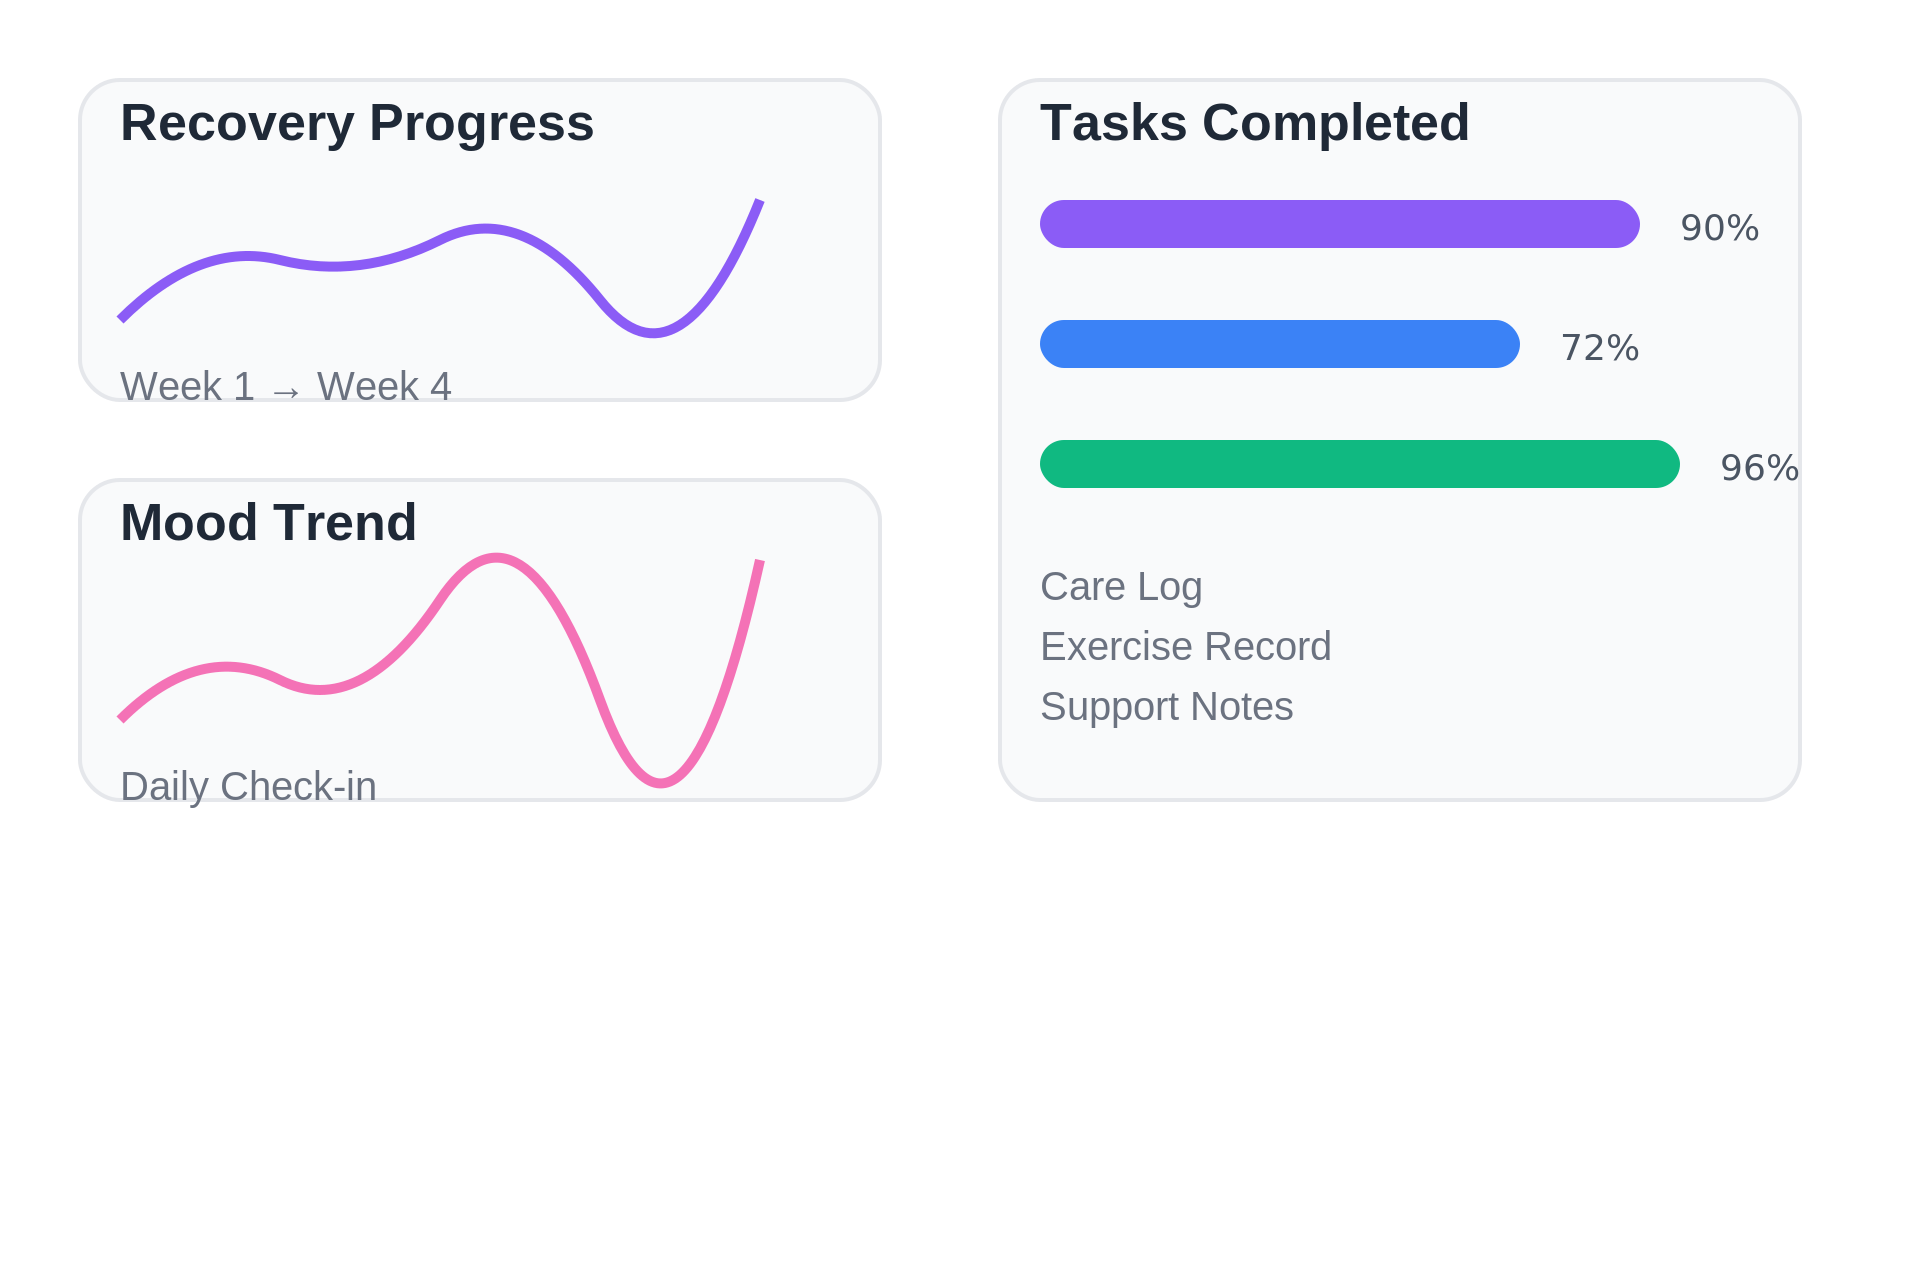 Recovery Progress
Week 1 → Week 4
Mood Trend
Daily Check-in
Tasks Completed
90%
72%
96%
Care Log
Exercise Record
Support Notes